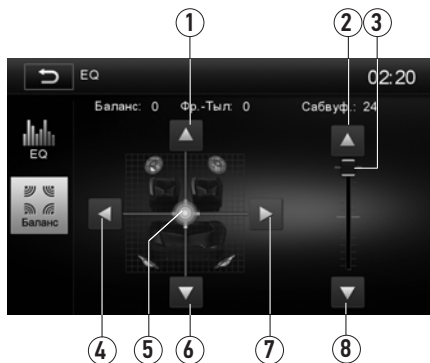 1 2 3
EQ 02:20
Баланс: 0 Фр.-Тыл: 0 Сабвуф.: 24
EQ
Баланс
4 5 6 7 8